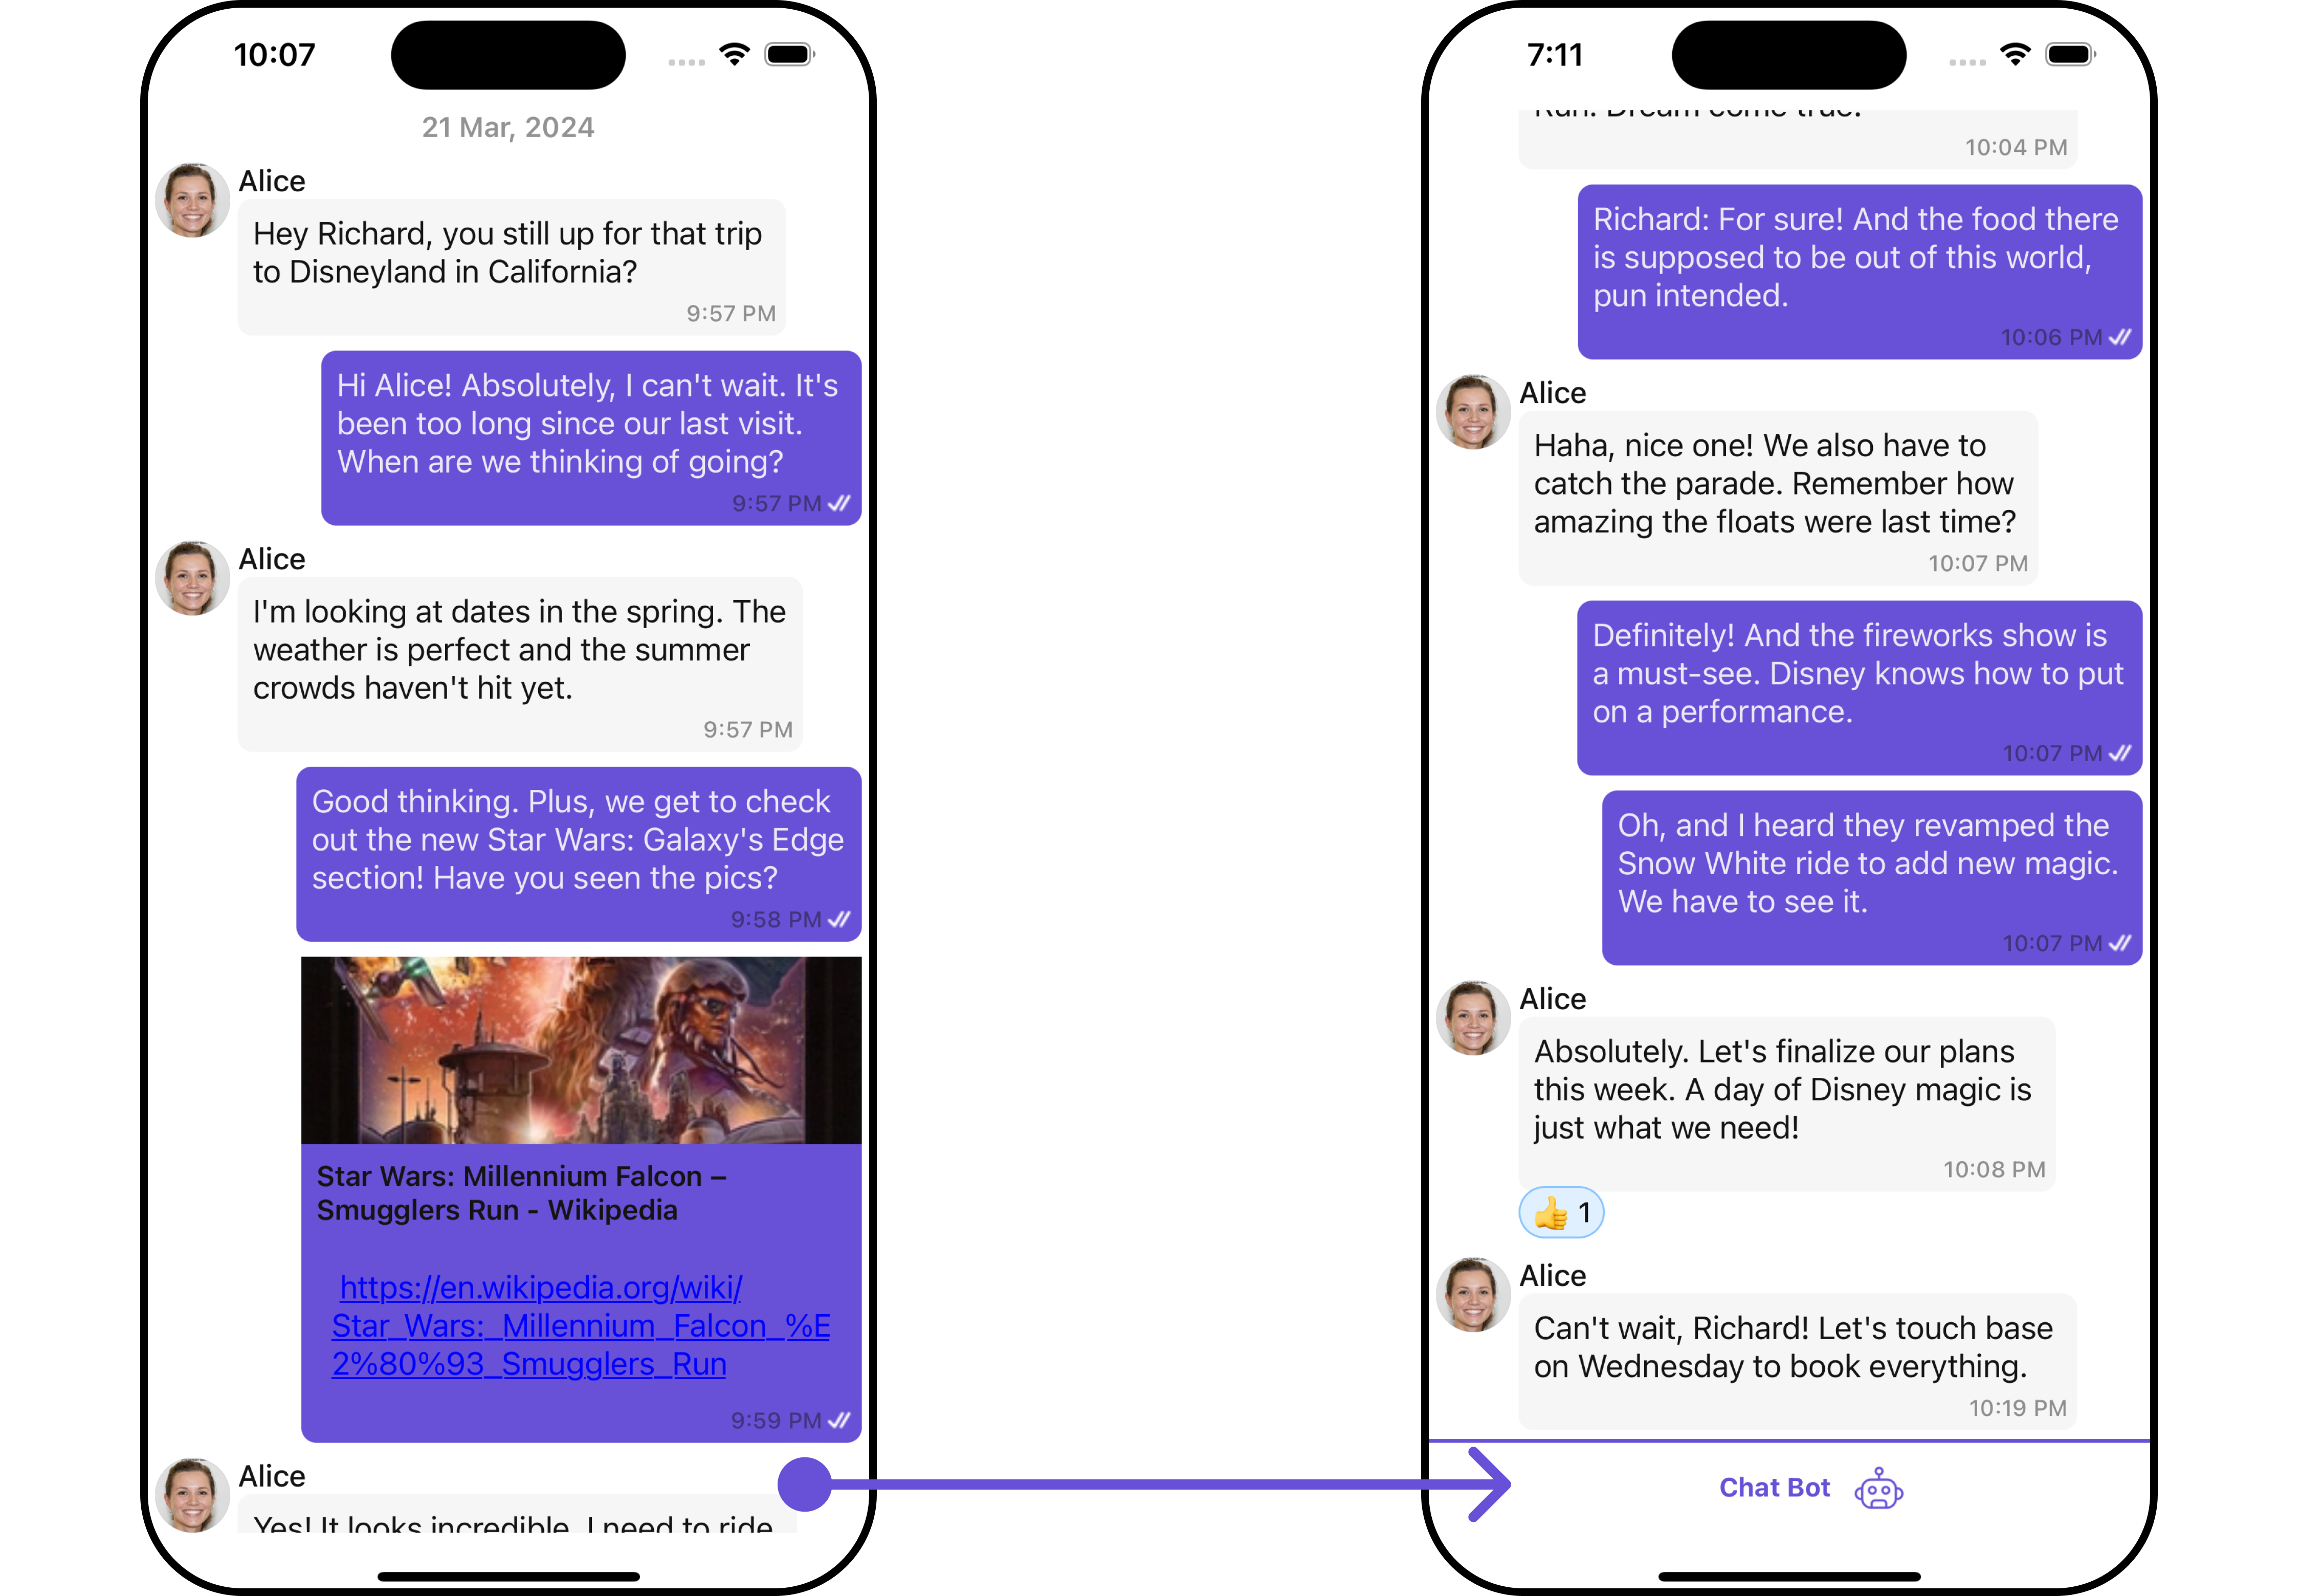 10:07
21 Mar, 2024
Alice
Hey Richard, you still up for that trip
to Disneyland in California?
9:57 PM
Hi Alice! Absolutely, I can't wait. It's
been too long since our last visit.
When are we thinking of going?
9:57 PM
Alice
I'm looking at dates in the spring. The
weather is perfect and the summer
crowds haven't hit yet.
9:57 PM
Good thinking. Plus, we get to check
out the new Star Wars: Galaxy's Edge
section! Have you seen the pics?
9:58 PM
Star Wars: Millennium Falcon –
Smugglers Run - Wikipedia
https://en.wikipedia.org/wiki/
Star_Wars:_Millennium_Falcon_%E
2%80%93_Smugglers_Run
9:59 PM
Alice
Yes! It looks incredible. I need to ride
7:11
Run! Dream come true.
10:04 PM
Richard: For sure! And the food there
is supposed to be out of this world,
pun intended.
10:06 PM
Alice
Haha, nice one! We also have to
catch the parade. Remember how
amazing the floats were last time?
10:07 PM
Definitely! And the fireworks show is
a must-see. Disney knows how to put
on a performance.
10:07 PM
Oh, and I heard they revamped the
Snow White ride to add new magic.
We have to see it.
10:07 PM
Alice
Absolutely. Let's finalize our plans
this week. A day of Disney magic is
just what we need!
10:08 PM
👍 1
Alice
Can't wait, Richard! Let's touch base
on Wednesday to book everything.
10:19 PM
Chat Bot